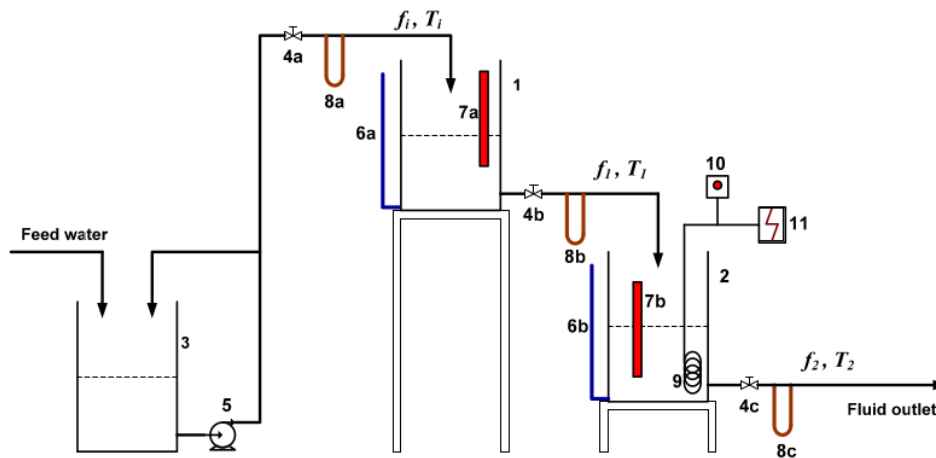 fi, Ti
4a
8a
1
7a
6a
f1, T1
10
4b
11
Feed water
8b
2
7b
6b
3
f2, T2
9
5
4c
Fluid outlet
8c